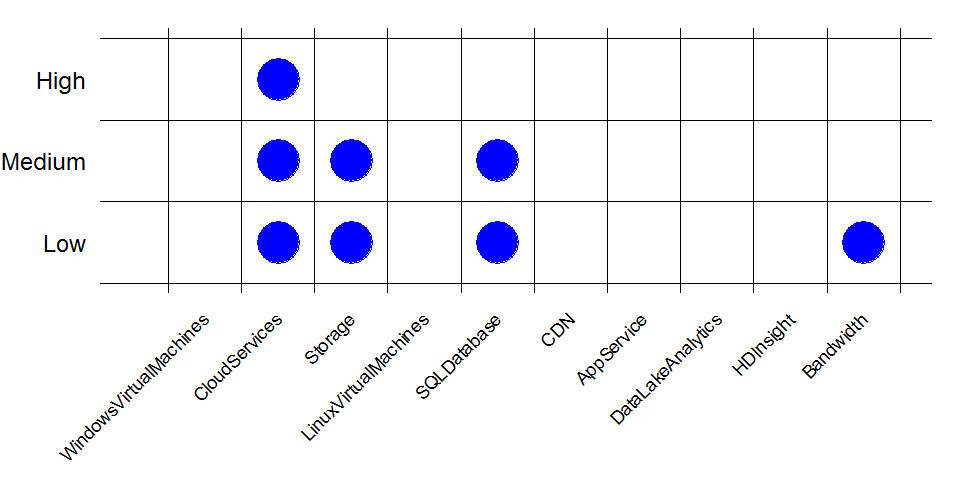 High
Medium
Low
WindowsVirtualMachines
CloudServices
Storage
LinuxVirtualMachines
SQLDatabase
CDN
AppService
DataLakeAnalytics
HDInsight
Bandwidth